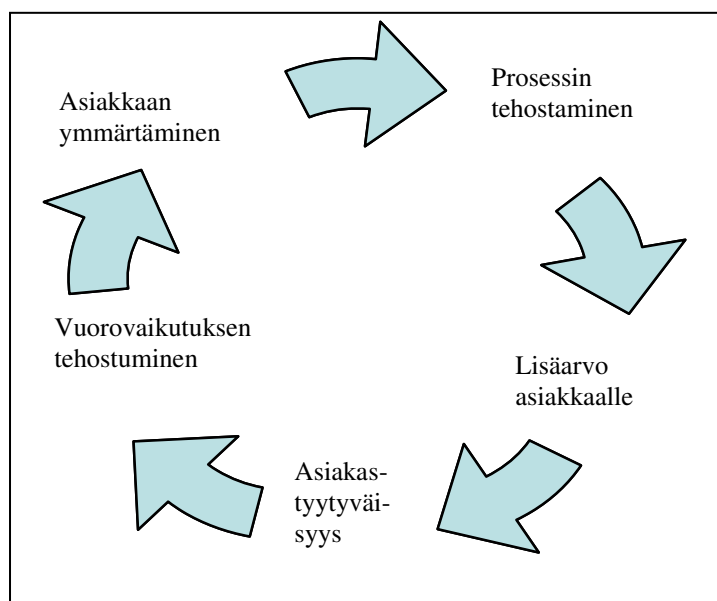 Asiakkaan
ymmärtäminen
Prosessin
tehostaminen
Lisäarvo
asiakkaalle
Asiakas-
tyytyväi-
syys
Vuorovaikutuksen
tehostuminen